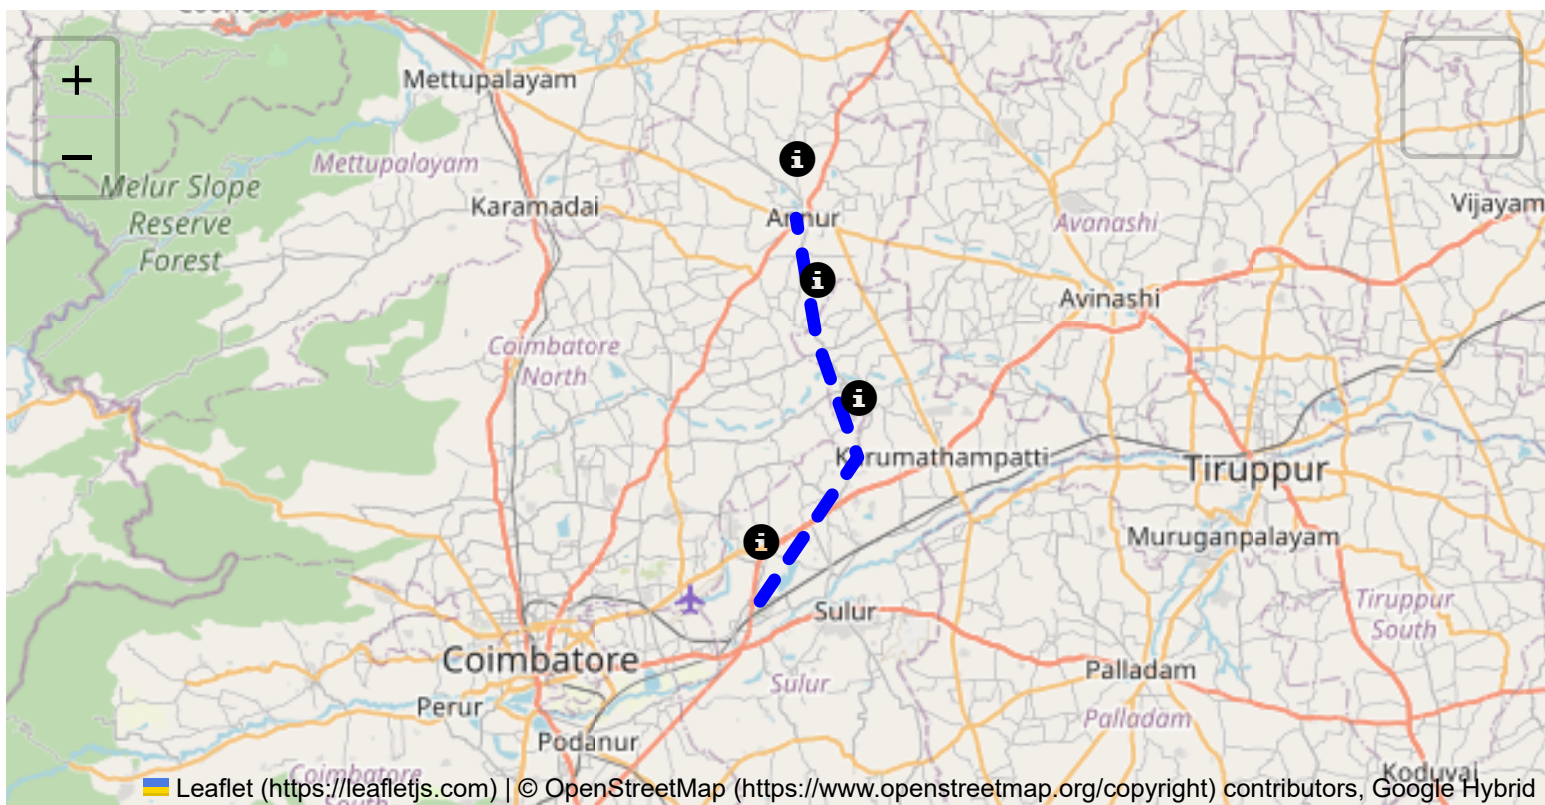 +
−
Mettupalayam
Mettupalayam
Melur Slope
Reserve
Forest
Karamadai
i
Vijayam
Avanashi
i
Avinashi
Coimbatore
North
i
Tiruppur
i
Muruganpalayam
Tiruppur
South
Sulur
Coimbatore
Palladam
Sulur
Perur
Palladam
Podanur
Coimbatore
South
Koduvai
Leaflet (https://leafletjs.com) | © OpenStreetMap (https://www.openstreetmap.org/copyright) contributors, Google Hybrid